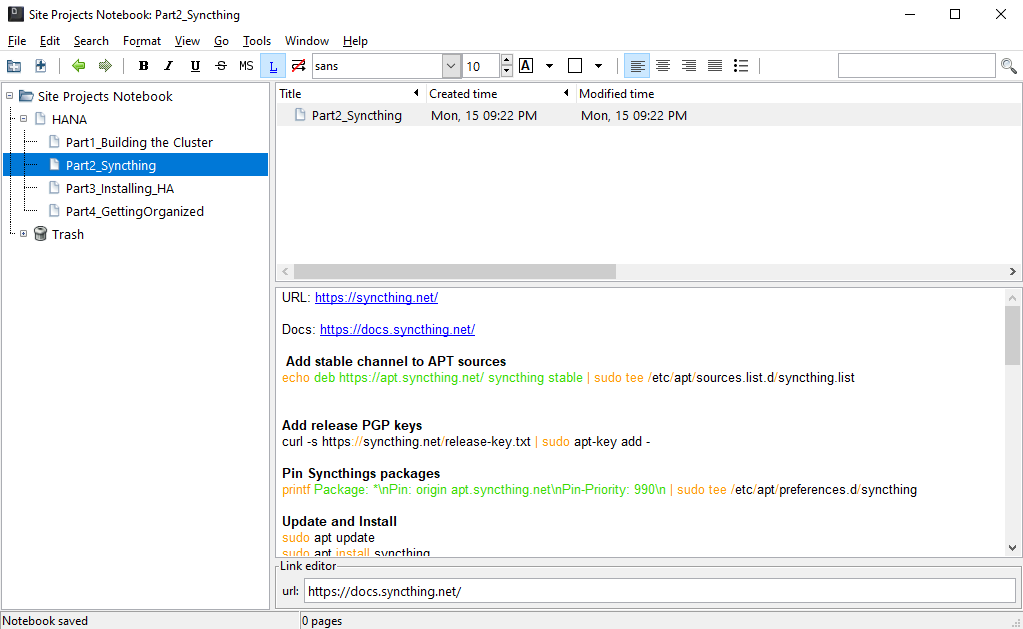 Site Projects Notebook: Part2_Syncthing
File Edit Search Format View Go Tools Window Help
B I U S MS L sans 10 A
Site Projects Notebook
HANA
Part1_Building the Cluster
Part2_Syncthing
Part3_Installing_HA
Part4_GettingOrganized
Trash
Title Created time Modified time
Part2_Syncthing Mon, 15 09:22 PM Mon, 15 09:22 PM
URL: https://syncthing.net/
Docs: https://docs.syncthing.net/
Add stable channel to APT sources
echo deb https://apt.syncthing.net/ syncthing stable | sudo tee /etc/apt/sources.list.d/syncthing.list
Add release PGP keys
curl -s https://syncthing.net/release-key.txt | sudo apt-key add -
Pin Syncthings packages
printf Package: *\nPin: origin apt.syncthing.net\nPin-Priority: 990\n | sudo tee /etc/apt/preferences.d/syncthing
Update and Install
sudo apt update
sudo apt install syncthing
Link editor
url: https://docs.syncthing.net/
Notebook saved 0 pages